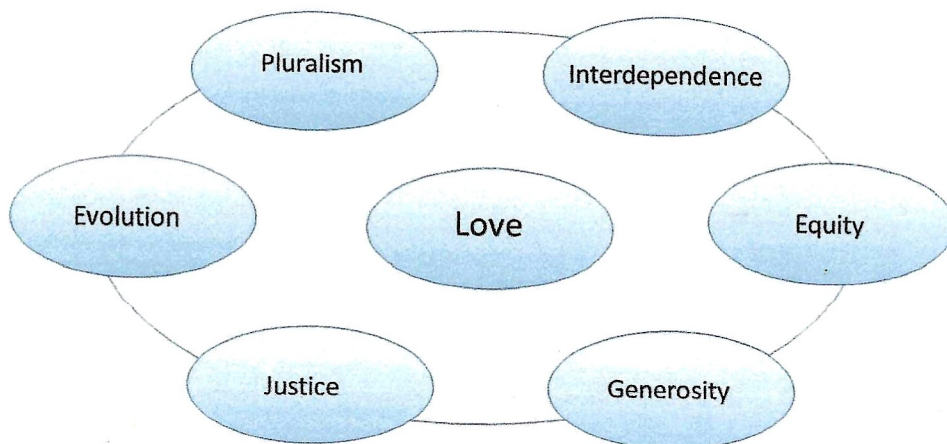 Pluralism
Interdependence
Evolution
Love
Equity
Justice
Generosity